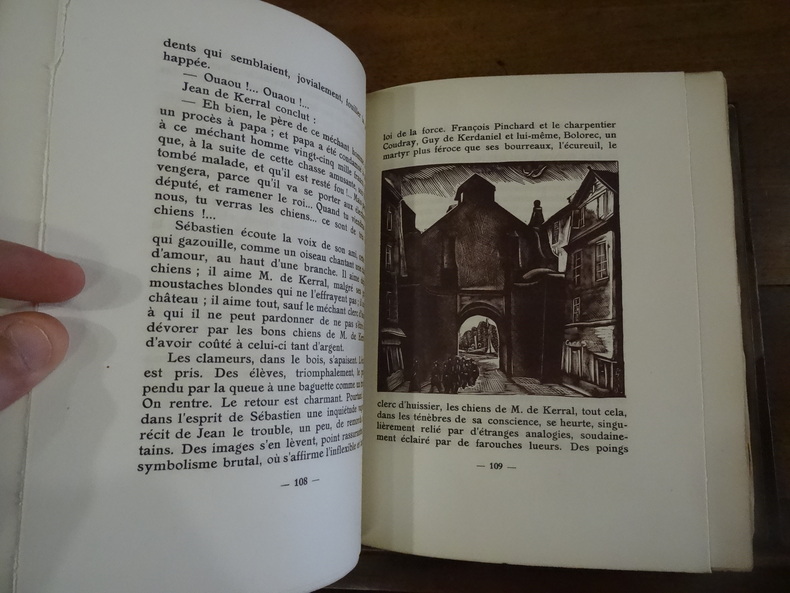 dents qui semblaient, jovialement,
happée.
— Ouaou !... Ouaou !...
Jean de Kerral conclut :
— Eh bien, le père de ce méchant
un procès à papa ; et papa a été
à ce méchant homme vingt-cinq mille
que, à la suite de cette chasse amusante,
tombé malade, et qu'il est resté fou !...
vengera, parce qu'il va se porter aux
député, et ramener le roi... Quand tu
nous, tu verras les chiens... ce sont de
chiens !...
Sébastien écoute la voix de son ami,
qui gazouille, comme un oiseau chantant
d'amour, au haut d'une branche. Il aime
chiens ; il aime M. de Kerral, malgré
moustaches blondes qui ne l'effrayent pas ;
château ; il aime tout, sauf le méchant clerc
à qui il ne peut pardonner de ne pas
dévorer par les bons chiens de M. de
d'avoir coûté à celui-ci tant d'argent.
Les clameurs, dans le bois, s'apaisent.
est pris. Des élèves, triomphalement, le
pendu par la queue à une baguette comme
On rentre. Le retour est charmant.
dans l'esprit de Sébastien une inquiétude
récit de Jean le trouble, un peu, de
tains. Des images s'en lèvent, point
symbolisme brutal, où s'affirme l'inflexible
— 108 —
loi de la force. François Pinchard et le charpentier
Coudray, Guy de Kerdaniel et lui-même, Bolorec, un
martyr plus féroce que ses bourreaux, l'écureuil, le
clerc d'huissier, les chiens de M. de Kerral, tout cela,
dans les ténèbres de sa conscience, se heurte, singu-
lièrement relié par d'étranges analogies, soudaine-
ment éclairé par de farouches lueurs. Des poings
— 109 —